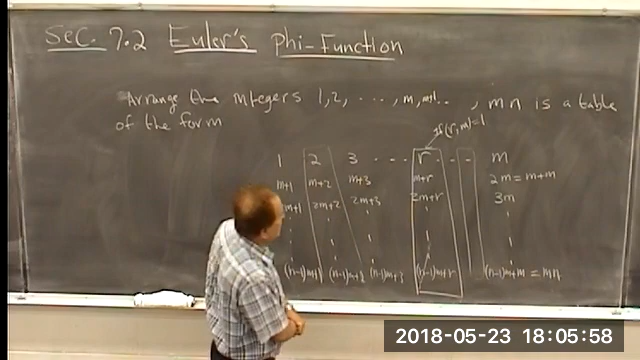 Sec. 7.2 Euler's Phi-Function
Arrange the integers 1, 2, ..., m, m+1.., mn is a table
of the form
if (r, m) = 1
1 2 3 ... r ... m
m+1 m+2 m+3 m+r 2m = m+m
m+1 2m+2 2m+3 2m+r 3m
(n-1)m+1 (n-1)m+2 (n-1)m+3 (n-1)m+r (n-1)m+m = mn
2018-05-23 18:05:58